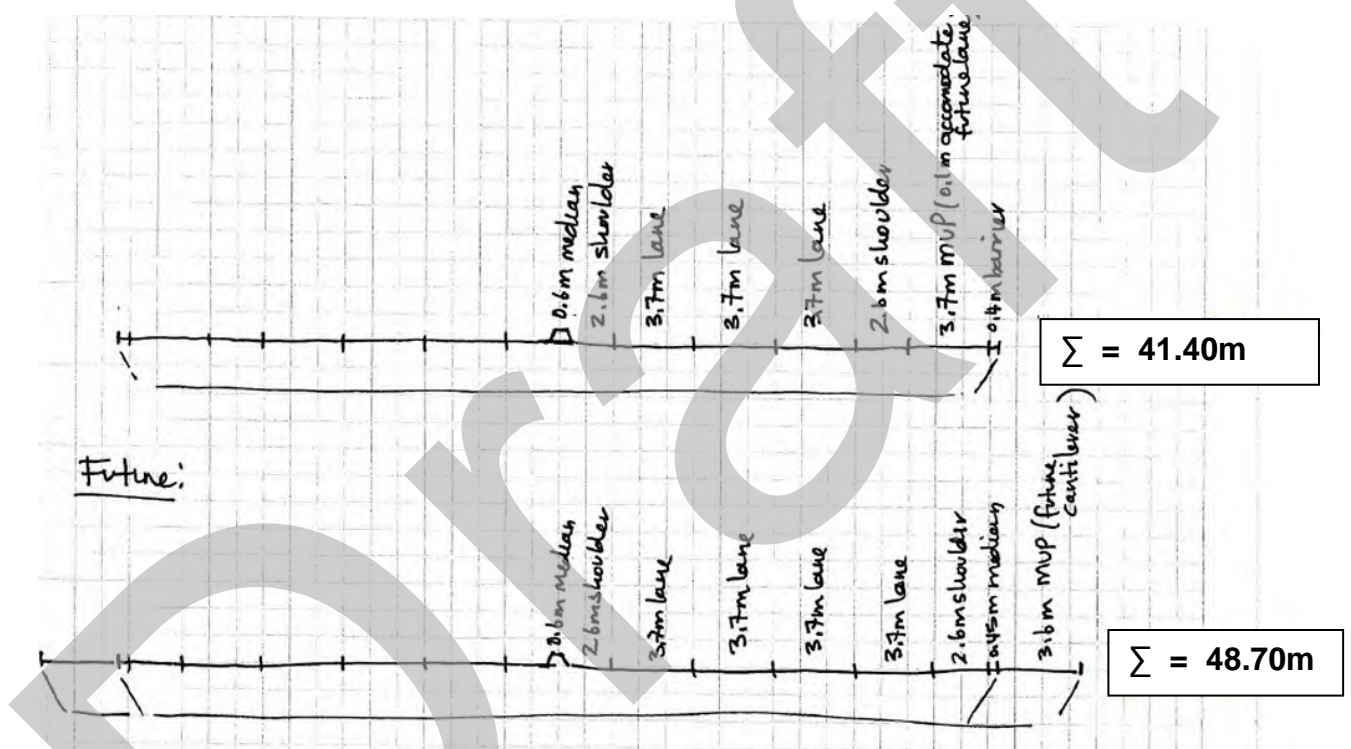 0.6m median
2.6m shoulder
3.7m lane
3.7m lane
3.7m lane
2.6m shoulder
3.7m MUP (0.1m accomodate
future lane.
0.4m barrier
∑ = 41.40m
Future:
0.6m median
2.6m shoulder
3.7m lane
3.7m lane
3.7m lane
3.7m lane
2.6m shoulder
0.45m median
3.6m MUP (future
cantilever)
∑ = 48.70m
Draft